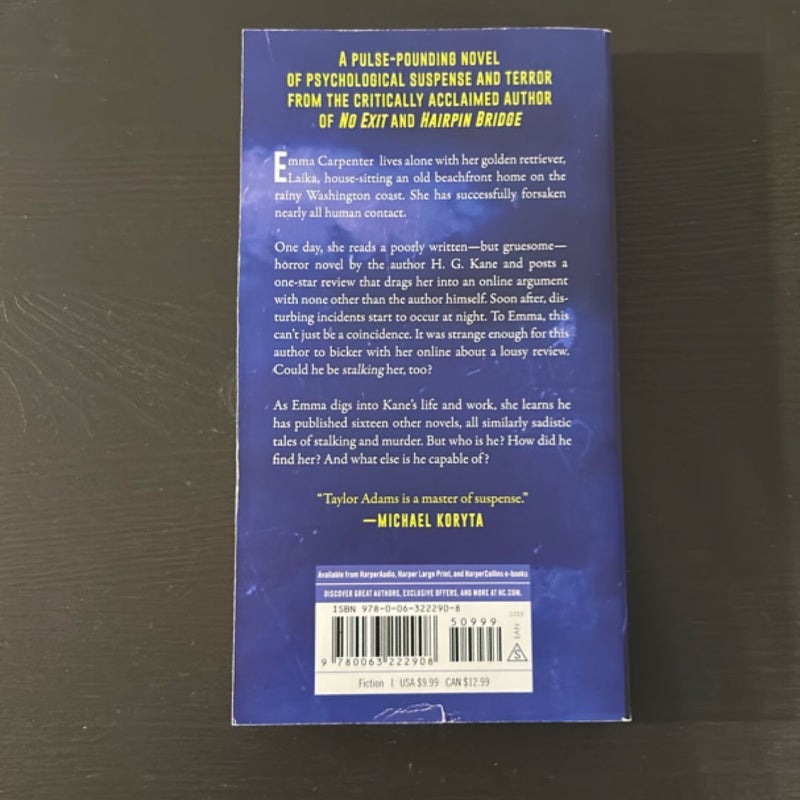 A PULSE-POUNDING NOVEL
OF PSYCHOLOGICAL SUSPENSE AND TERROR
FROM THE CRITICALLY ACCLAIMED AUTHOR
OF NO EXIT AND HAIRPIN BRIDGE
Emma Carpenter lives alone with her golden retriever,
Laika, house-sitting an old beachfront home on the
rainy Washington coast. She has successfully forsaken
nearly all human contact.
One day, she reads a poorly written—but gruesome—
horror novel by the author H. G. Kane and posts a
one-star review that drags her into an online argument
with none other than the author himself. Soon after, dis-
turbing incidents start to occur at night. To Emma, this
can't just be a coincidence. It was strange enough for this
author to bicker with her online about a lousy review.
Could he be stalking her, too?
As Emma digs into Kane's life and work, she learns he
has published sixteen other novels, all similarly sadistic
tales of stalking and murder. But who is he? How did he
find her? And what else is he capable of?
"Taylor Adams is a master of suspense."
—MICHAEL KORYTA
Available from HarperAudio, Harper Large Print, and HarperCollins e-books
DISCOVER GREAT AUTHORS, EXCLUSIVE OFFERS, AND MORE AT HC.COM.
ISBN 978-0-06-322290-8
50999
EAN
S
9 780063 222908
Fiction | USA $9.99 CAN $12.99